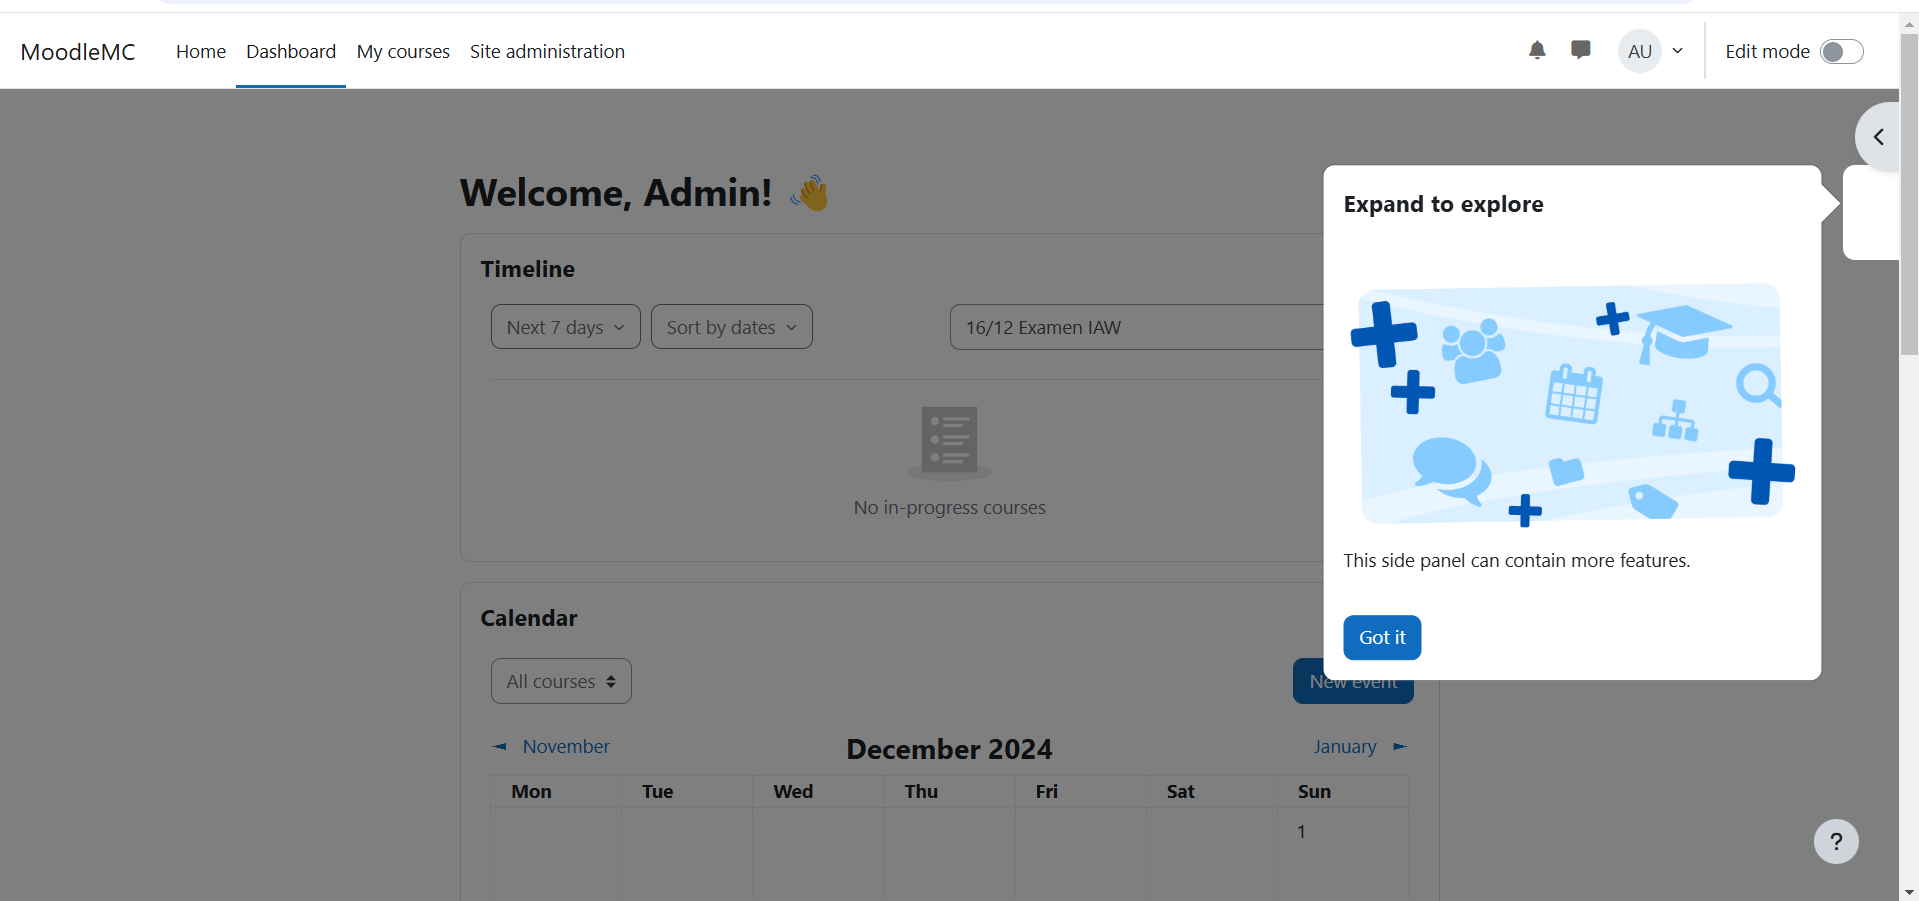 MoodleMC
Home Dashboard My courses Site administration
AU
Edit mode
Welcome, Admin! 👋
Timeline
Next 7 days
Sort by dates
16/12 Examen IAW
No in-progress courses
Expand to explore
This side panel can contain more features.
Got it
Calendar
All courses
New event
◄ November
December 2024
January ►
Mon Tue Wed Thu Fri Sat Sun
1
?